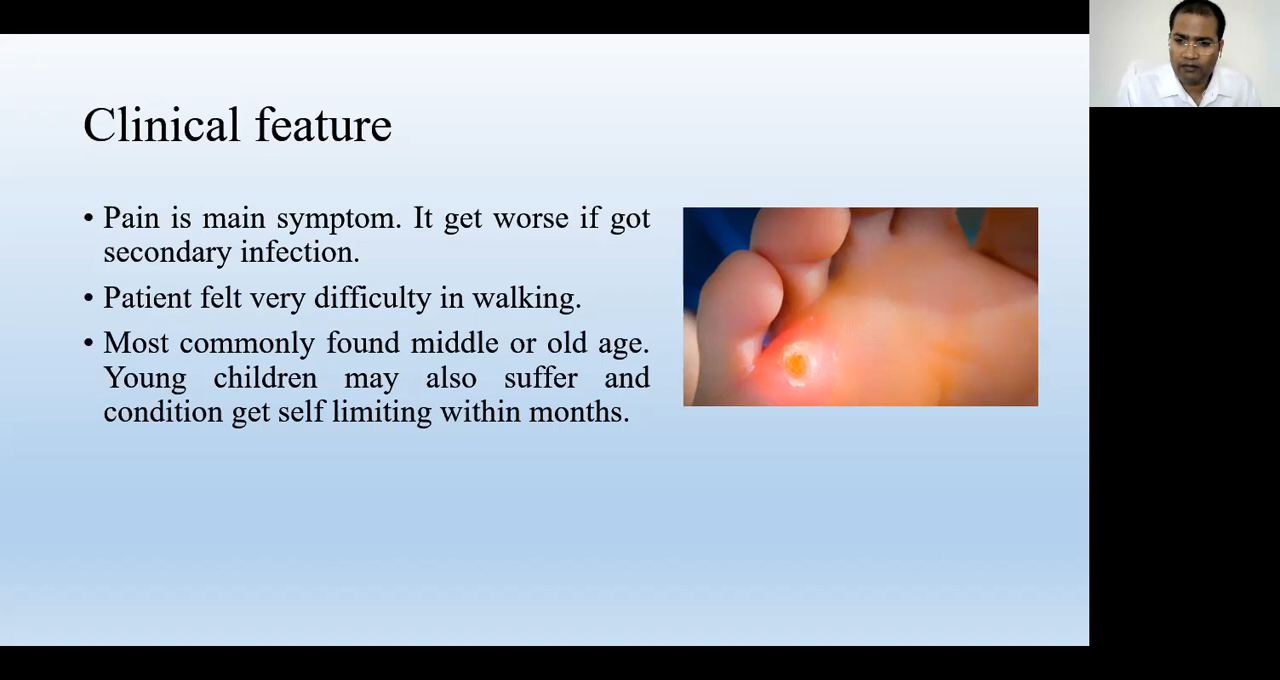 Clinical feature
• Pain is main symptom. It get worse if got
secondary infection.
• Patient felt very difficulty in walking.
• Most commonly found middle or old age.
Young children may also suffer and
condition get self limiting within months.